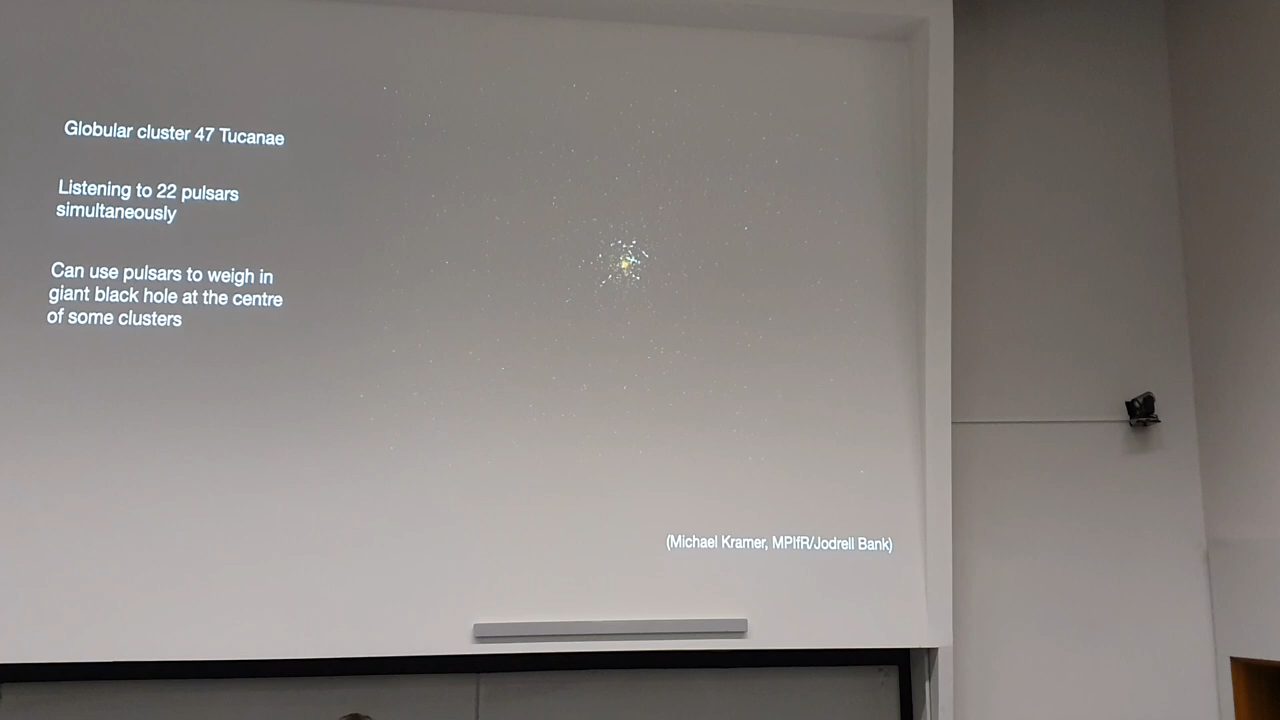 Globular cluster 47 Tucanae
Listening to 22 pulsars
simultaneously
Can use pulsars to weigh in
giant black hole at the centre
of some clusters
(Michael Kramer, MPIfR/Jodrell Bank)